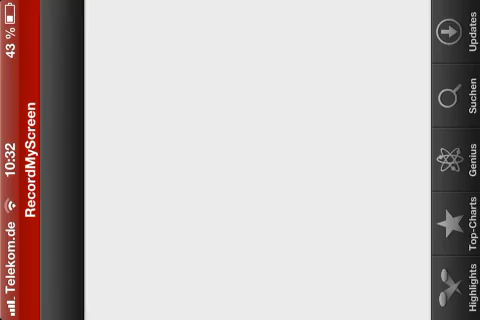 Telekom.de 10:32 43 %
RecordMyScreen
Highlights
Top-Charts
Genius
Suchen
Updates